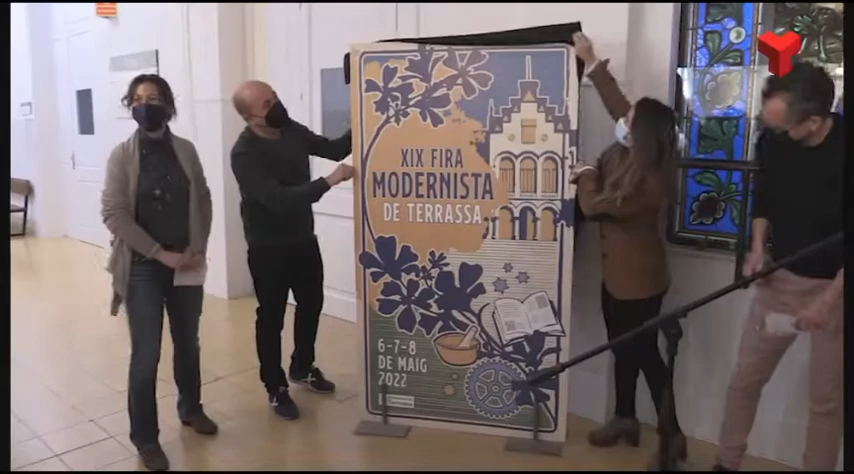 XIX FIRA
MODERNISTA
DE TERRASSA
6-7-8
DE MAIG
2022